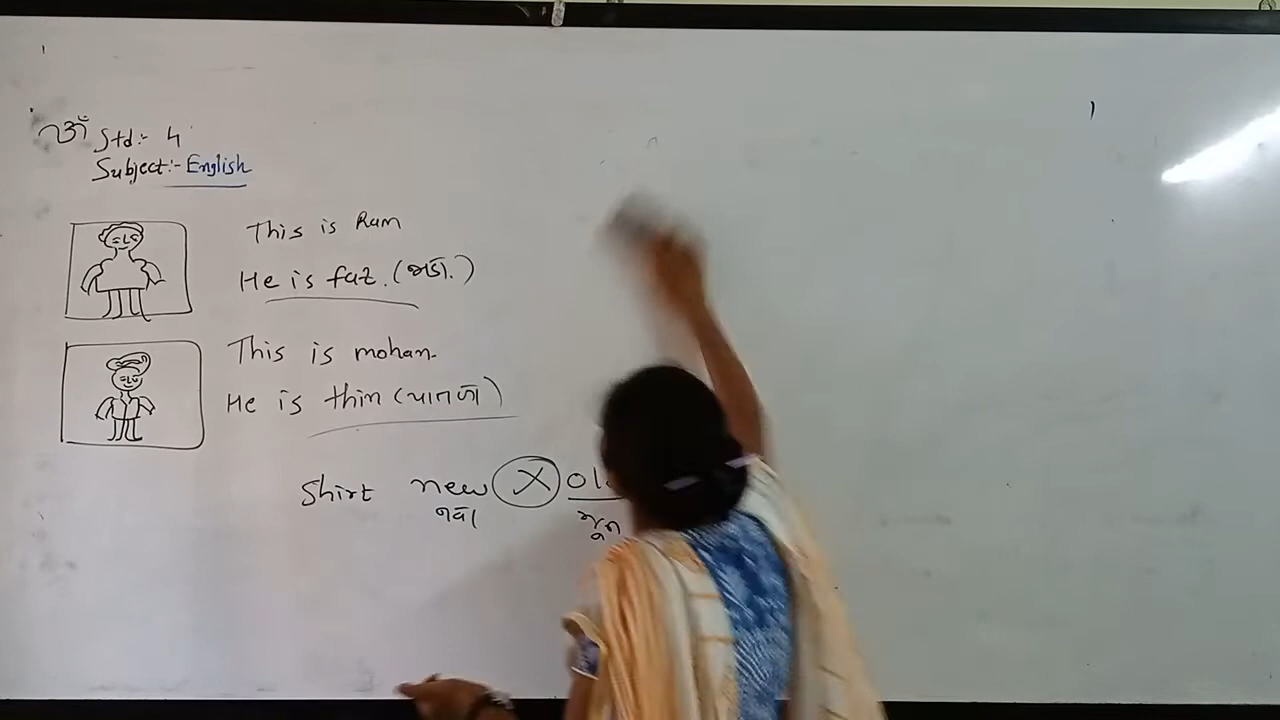 ૐ Std:- 4
Subject:- English
This is Ram
He is fat. (જાડો.)
This is mohan.
He is thin (પાતળો)
Shirt new X
નવો